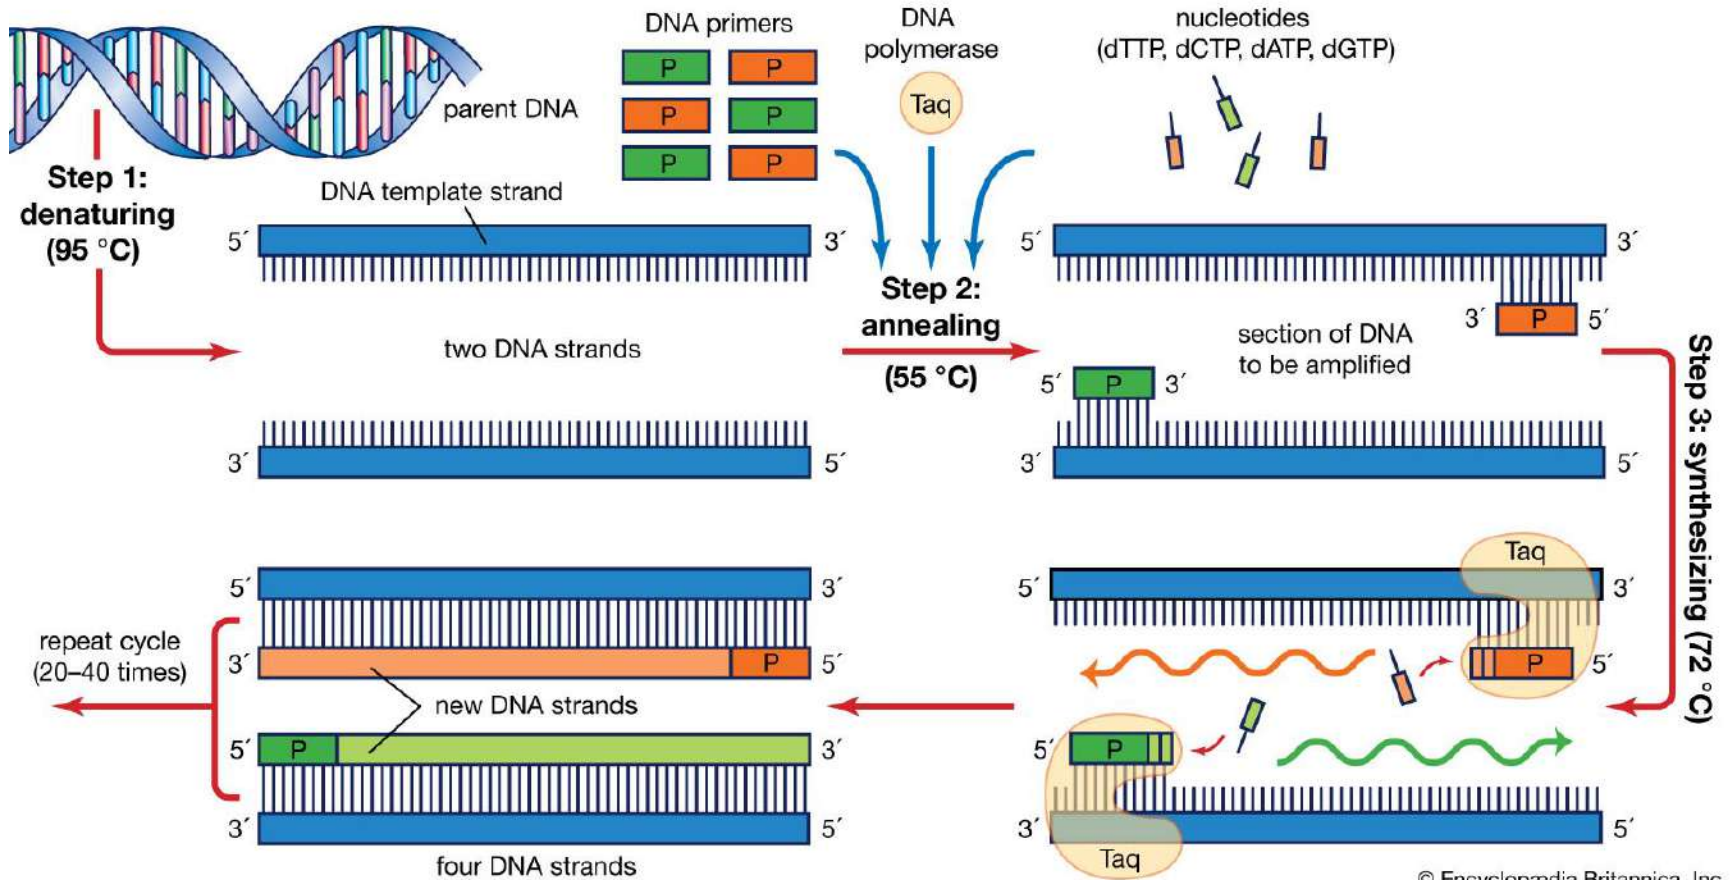 DNA primers
P P
P P
P P
DNA
polymerase
Taq
nucleotides
(dTTP, dCTP, dATP, dGTP)
parent DNA
Step 1:
denaturing
(95 °C)
DNA template strand
5´ 3´
two DNA strands
3´ 5´
Step 2:
annealing
(55 °C)
5´ 3´
3´ P 5´
section of DNA
to be amplified
5´ P 3´
3´ 5´
Step 3: synthesizing (72 °C)
Taq
5´ 3´
P 5´
5´ P
3´ 5´
Taq
5´ 3´
3´ P 5´
new DNA strands
5´ P 3´
3´ 5´
four DNA strands
repeat cycle
(20–40 times)
© Encyclopædia Britannica, Inc.